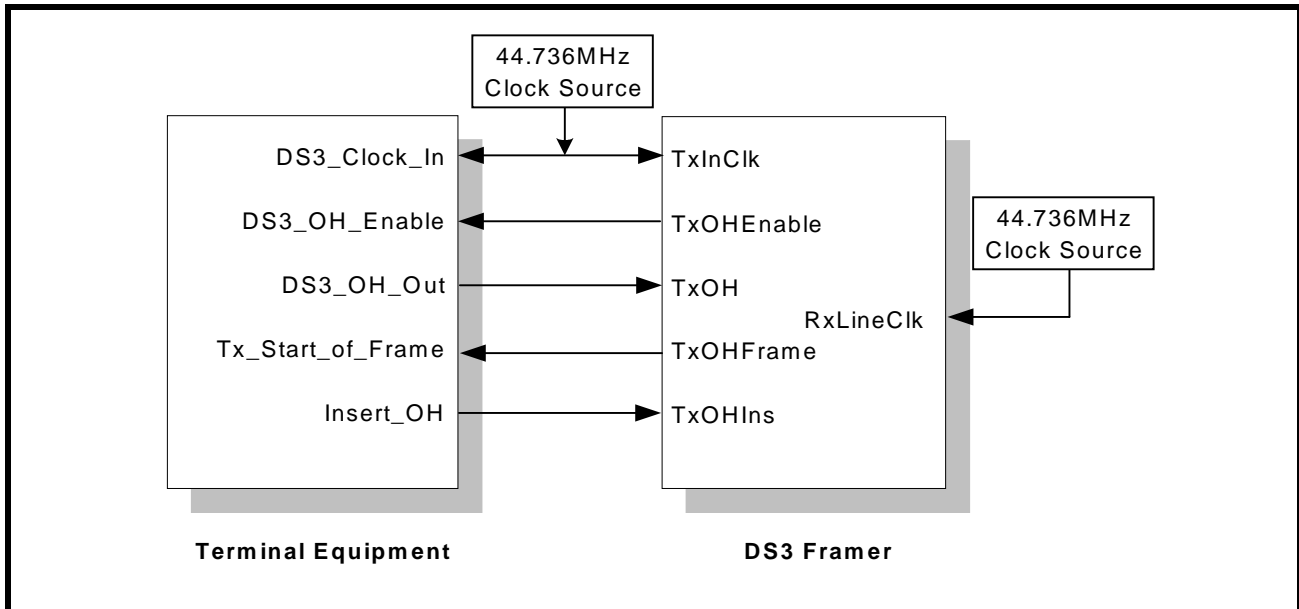 44.736MHz
Clock Source
DS3_Clock_In
TxInClk
DS3_OH_Enable
TxOHEnable
44.736MHz
Clock Source
DS3_OH_Out
TxOH
RxLineClk
Tx_Start_of_Frame
TxOHFrame
Insert_OH
TxOHIns
Terminal Equipment
DS3 Framer